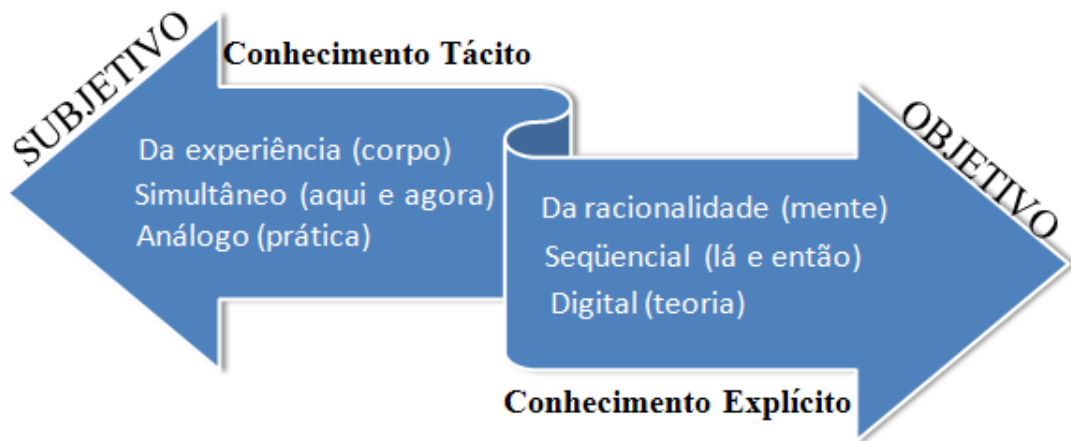 SUBJETIVO
Conhecimento Tácito
Da experiência (corpo)
Simultâneo (aqui e agora)
Análogo (prática)
OBJETIVO
Da racionalidade (mente)
Seqüencial (lá e então)
Digital (teoria)
Conhecimento Explícito